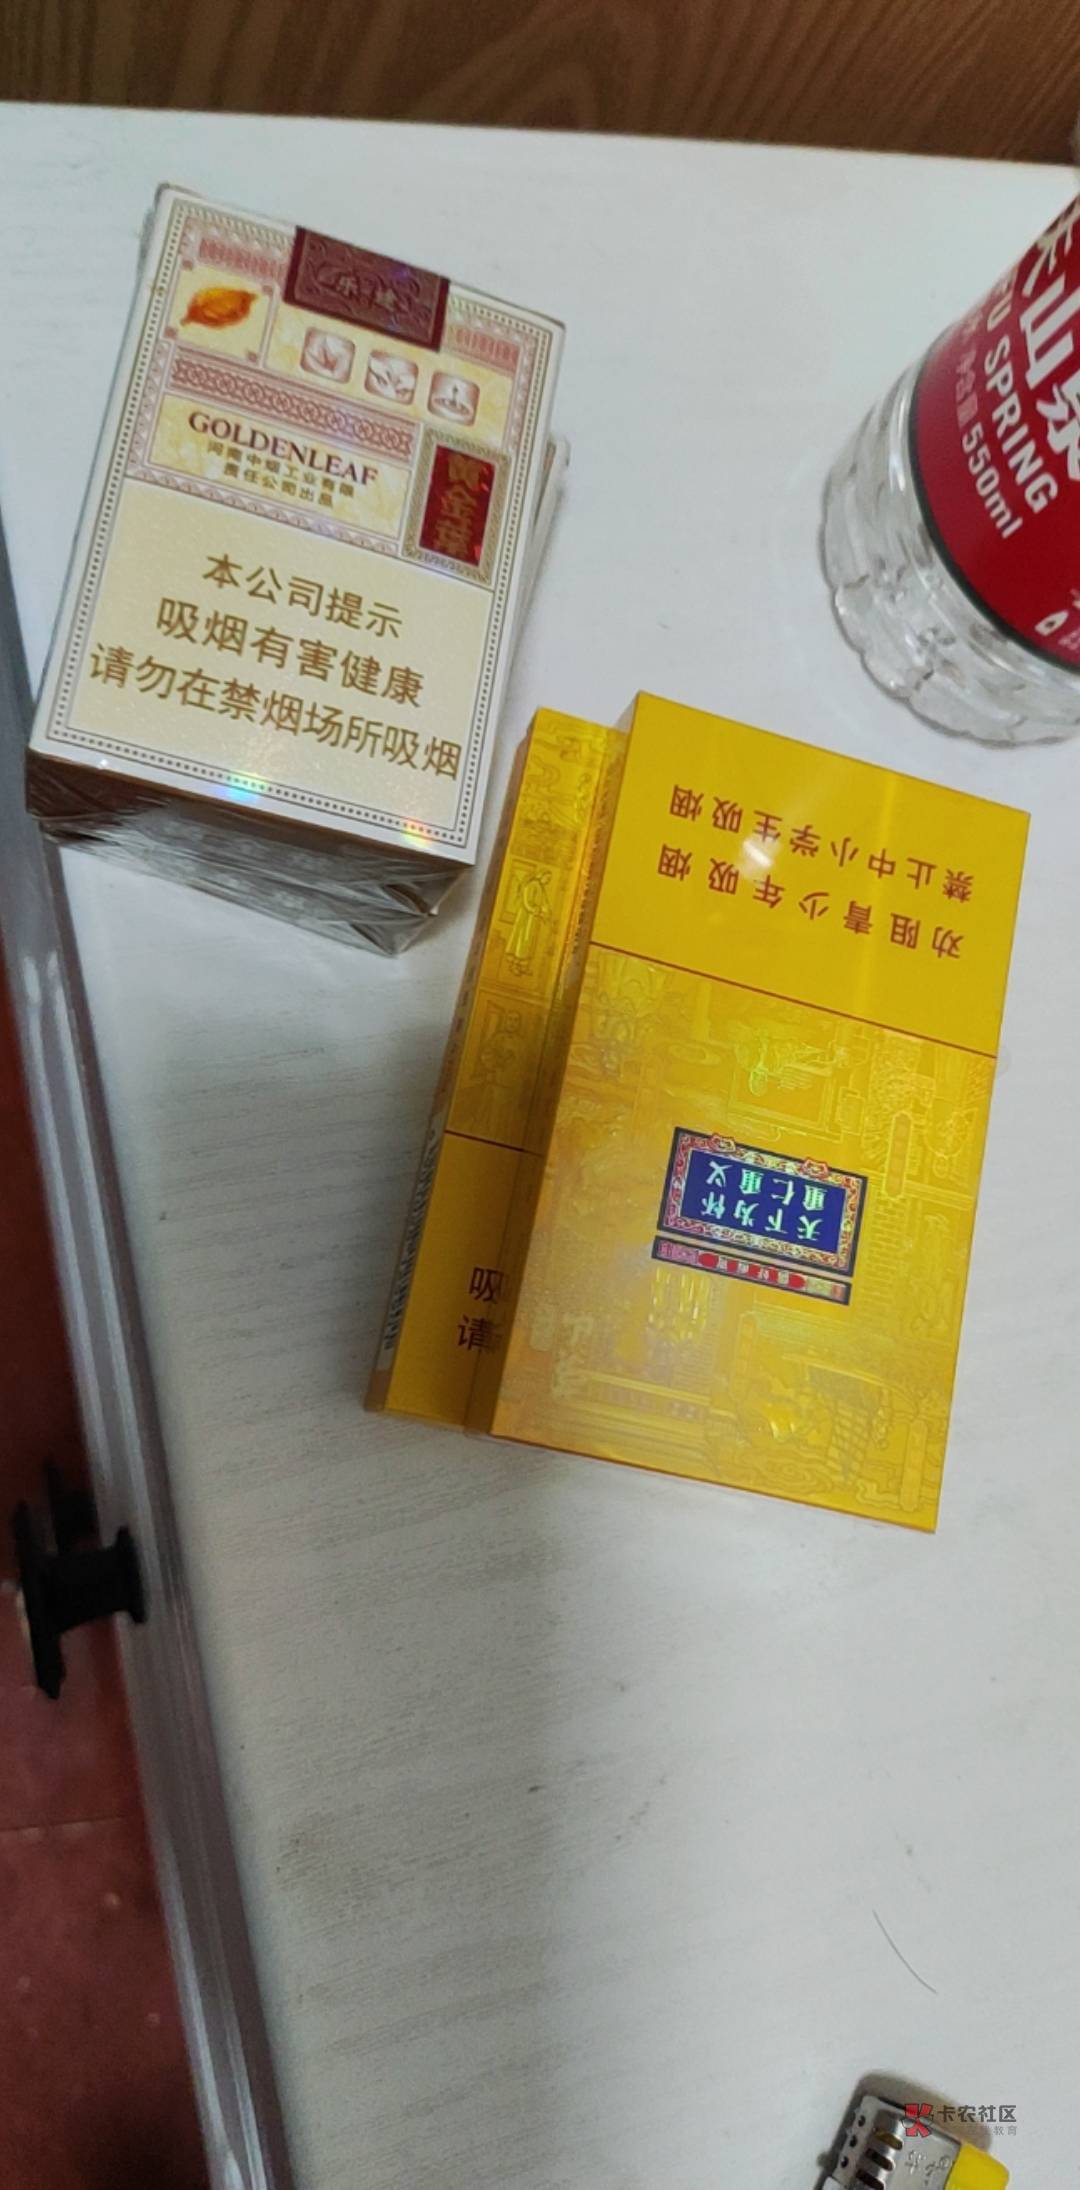 乐途
GOLDENLEAF
河南中烟工业有限
责任公司出品
黄金葉
本公司提示
吸烟有害健康
请勿在禁烟场所吸烟
SPRING
550ml
劝阻青少年吸烟
禁止中小学生吸烟
天下为怀
重仁重义
吸
请
卡农社区
教育